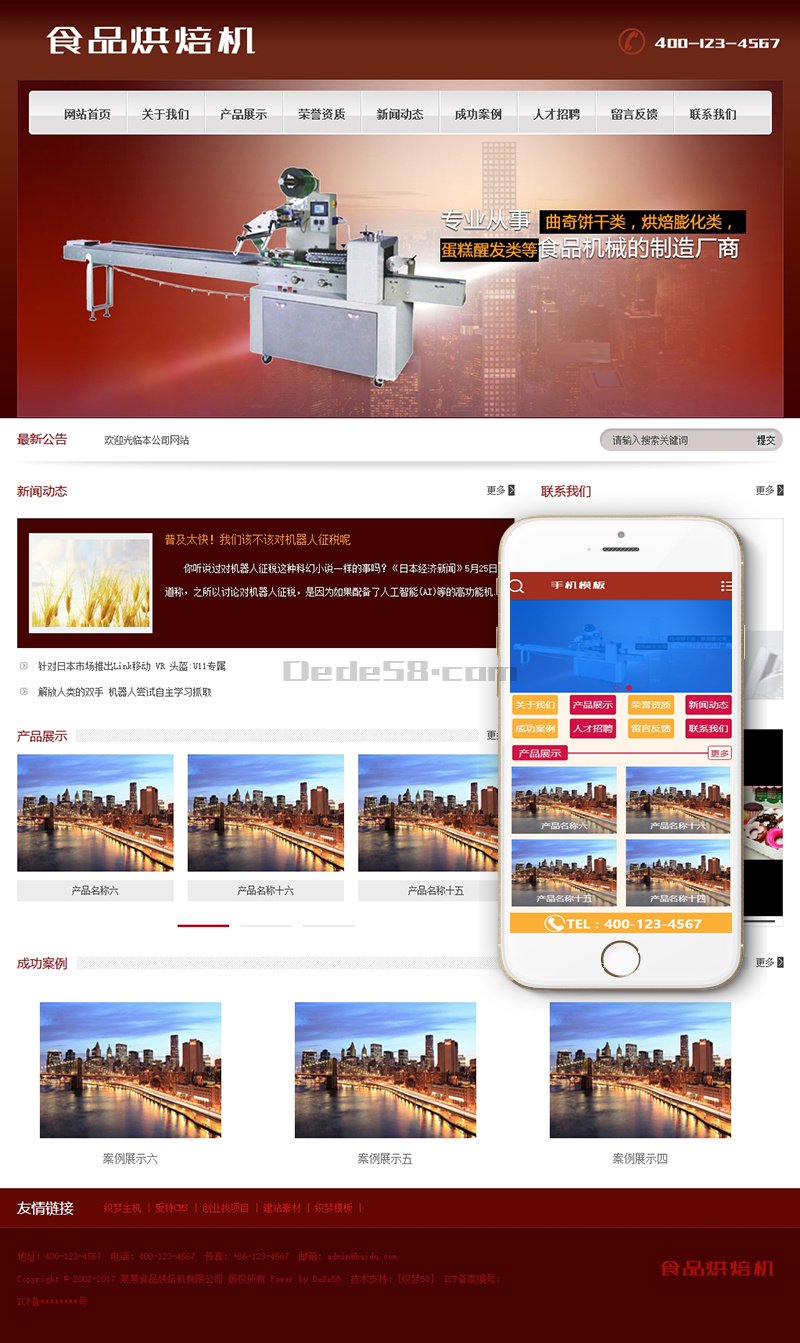 食品烘焙机
400-123-4567
网站首页 关于我们 产品展示 荣誉资质 新闻动态 成功案例 人才招聘 留言反馈 联系我们
专业从事 曲奇饼干类，烘焙膨化类，
蛋糕醒发类等食品机械的制造厂商
最新公告 欢迎光临本公司网站 请输入搜索关键词 提交
新闻动态 更多 联系我们 更多
普及太快！我们该不该对机器人征税呢
你听说过对机器人征税这种科幻小说一样的事吗？《日本经济新闻》5月25日
道称，之所以讨论对机器人征税，是因为如果配备了人工智能(AI)等的高功能机
针对日本市场推出Link移动 VR 头盔:U11专属
解放人类的双手 机器人尝试自主学习抓取
Dede58.com
产品展示
产品名称六 产品名称十六 产品名称十五
手机模板
关于我们 产品展示 荣誉资质 新闻动态
成功案例 人才招聘 留言反馈 联系我们
产品展示 更多
产品名称六 产品名称十六
产品名称十五 产品名称十四
TEL：400-123-4567
成功案例 更多
案例展示六 案例展示五 案例展示四
友情链接 织梦主机 | 爱特CMS | 创业找项目 | 建站素材 | 织梦模板 |
地址：400-123-4567 电话：400-123-4567 传真：+86-123-4567 邮箱：admin@baidu.com
Copyright © 2002-2017 某某食品烘焙机有限公司 版权所有 Power by DeDe58 技术支持：[织梦58] ICP备案编号：
ICP备********号
食品烘焙机